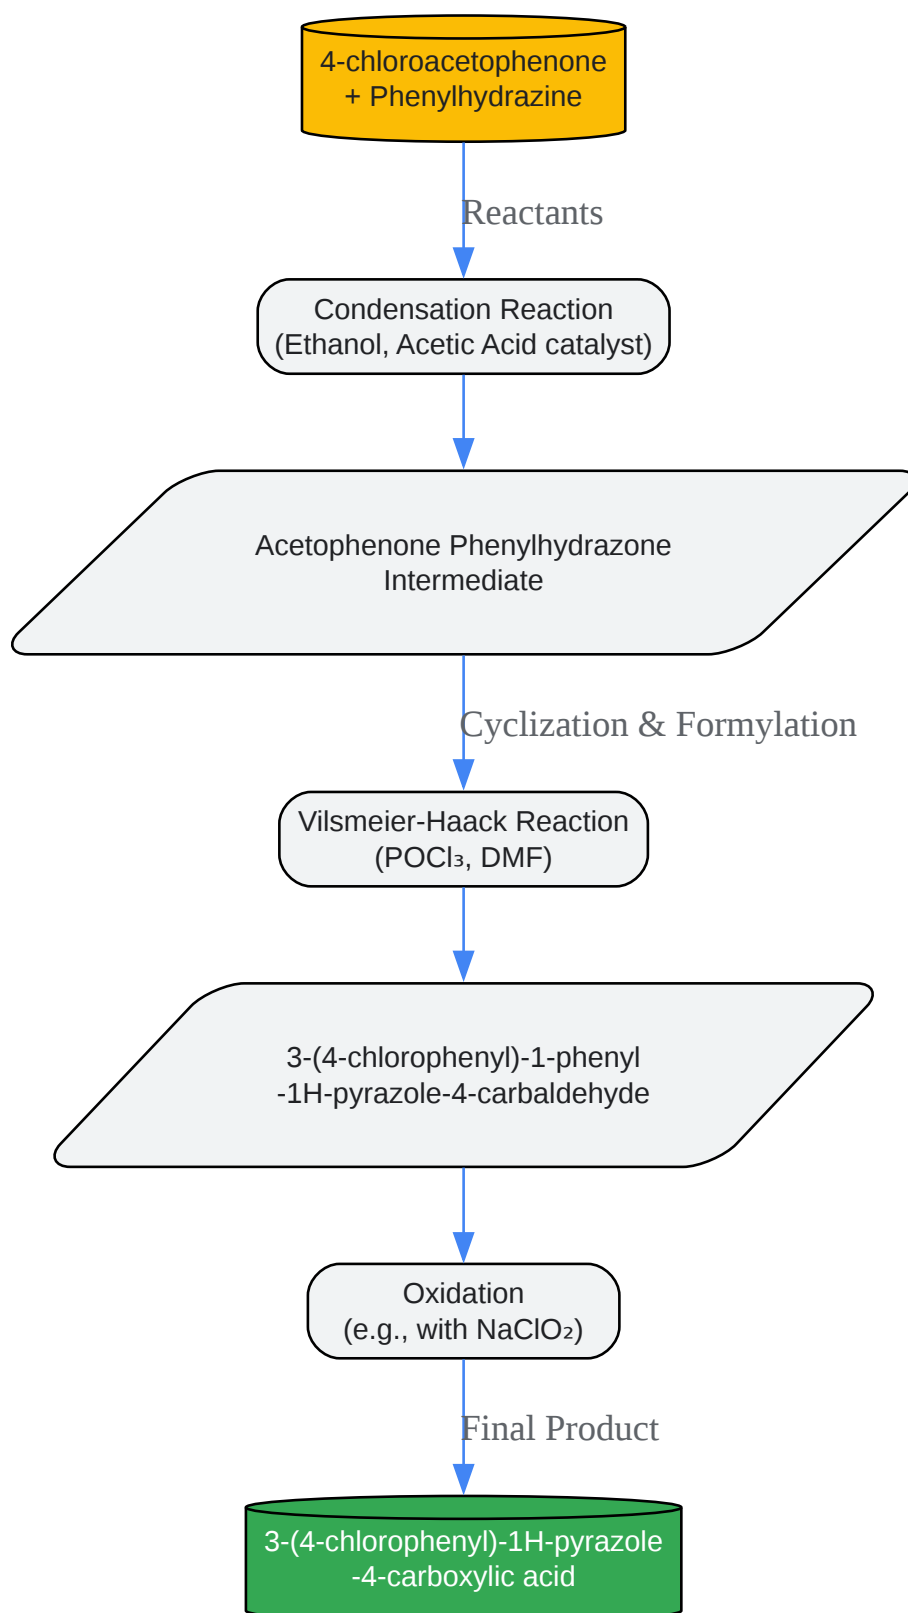 4-chloroacetophenone
+ Phenylhydrazine
Reactants
Condensation Reaction
(Ethanol, Acetic Acid catalyst)
Acetophenone Phenylhydrazone
Intermediate
Cyclization & Formylation
Vilsmeier-Haack Reaction
(POCl₃, DMF)
3-(4-chlorophenyl)-1-phenyl
-1H-pyrazole-4-carbaldehyde
Oxidation
(e.g., with NaClO₂)
Final Product
3-(4-chlorophenyl)-1H-pyrazole
-4-carboxylic acid